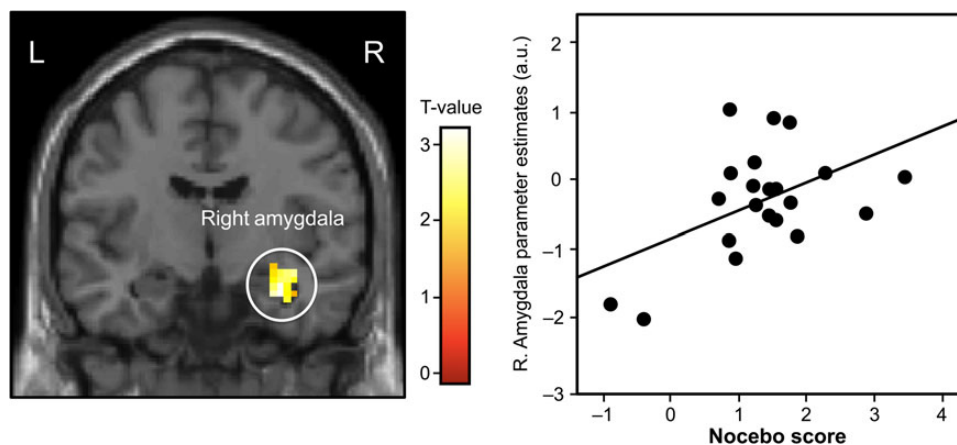 L
R
Right amygdala
T-value
3
2
1
0
R. Amygdala parameter estimates (a.u.)
2
1
0
–1
–2
–3
–1
0
1
2
3
4
Nocebo score